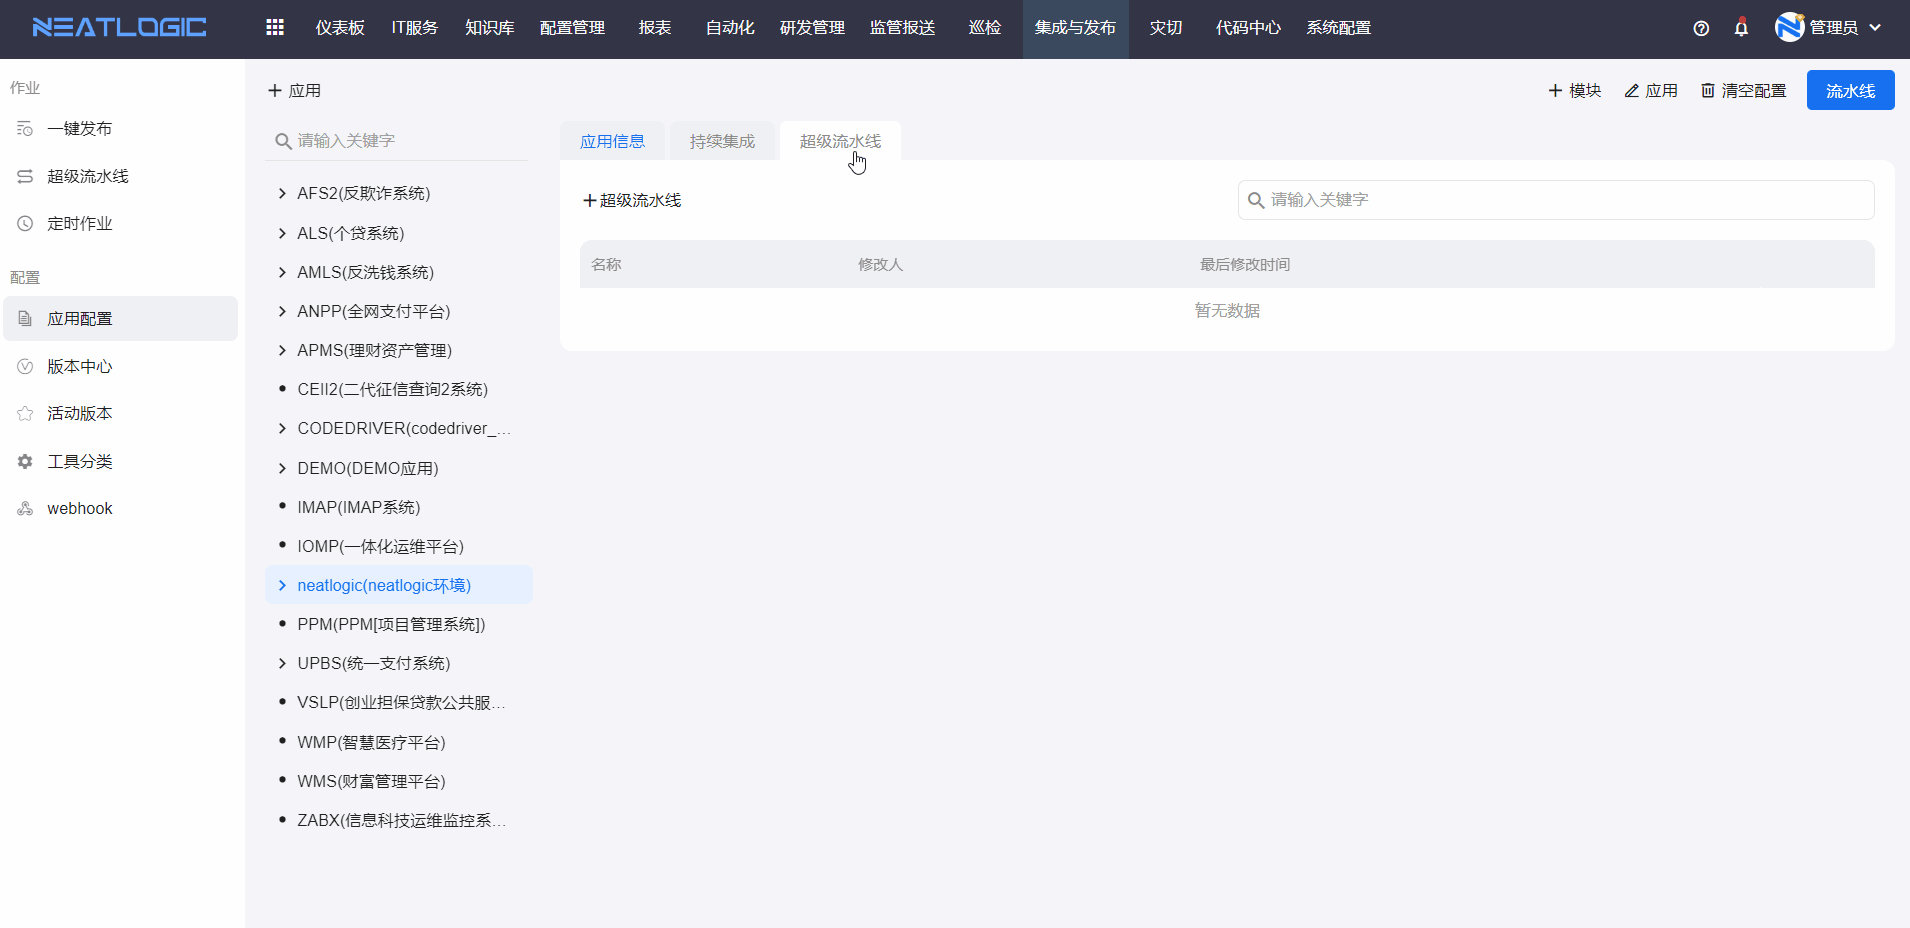 NEATLOGIC
仪表板 IT服务 知识库 配置管理 报表 自动化 研发管理 监管报送 巡检 集成与发布 灾切 代码中心 系统配置 管理员
作业
一键发布
超级流水线
定时作业
配置
应用配置
版本中心
活动版本
工具分类
webhook
应用
请输入关键字
AFS2(反欺诈系统)
ALS(个贷系统)
AMLS(反洗钱系统)
ANPP(全网支付平台)
APMS(理财资产管理)
CEII2(二代征信查询2系统)
CODEDRIVER(codedriver_...
DEMO(DEMO应用)
IMAP(IMAP系统)
IOMP(一体化运维平台)
neatlogic(neatlogic环境)
PPM(PPM[项目管理系统])
UPBS(统一支付系统)
VSLP(创业担保贷款公共服...
WMP(智慧医疗平台)
WMS(财富管理平台)
ZABX(信息科技运维监控系...
模块 应用 清空配置 流水线
应用信息 持续集成 超级流水线
+超级流水线 请输入关键字
名称 修改人 最后修改时间
暂无数据